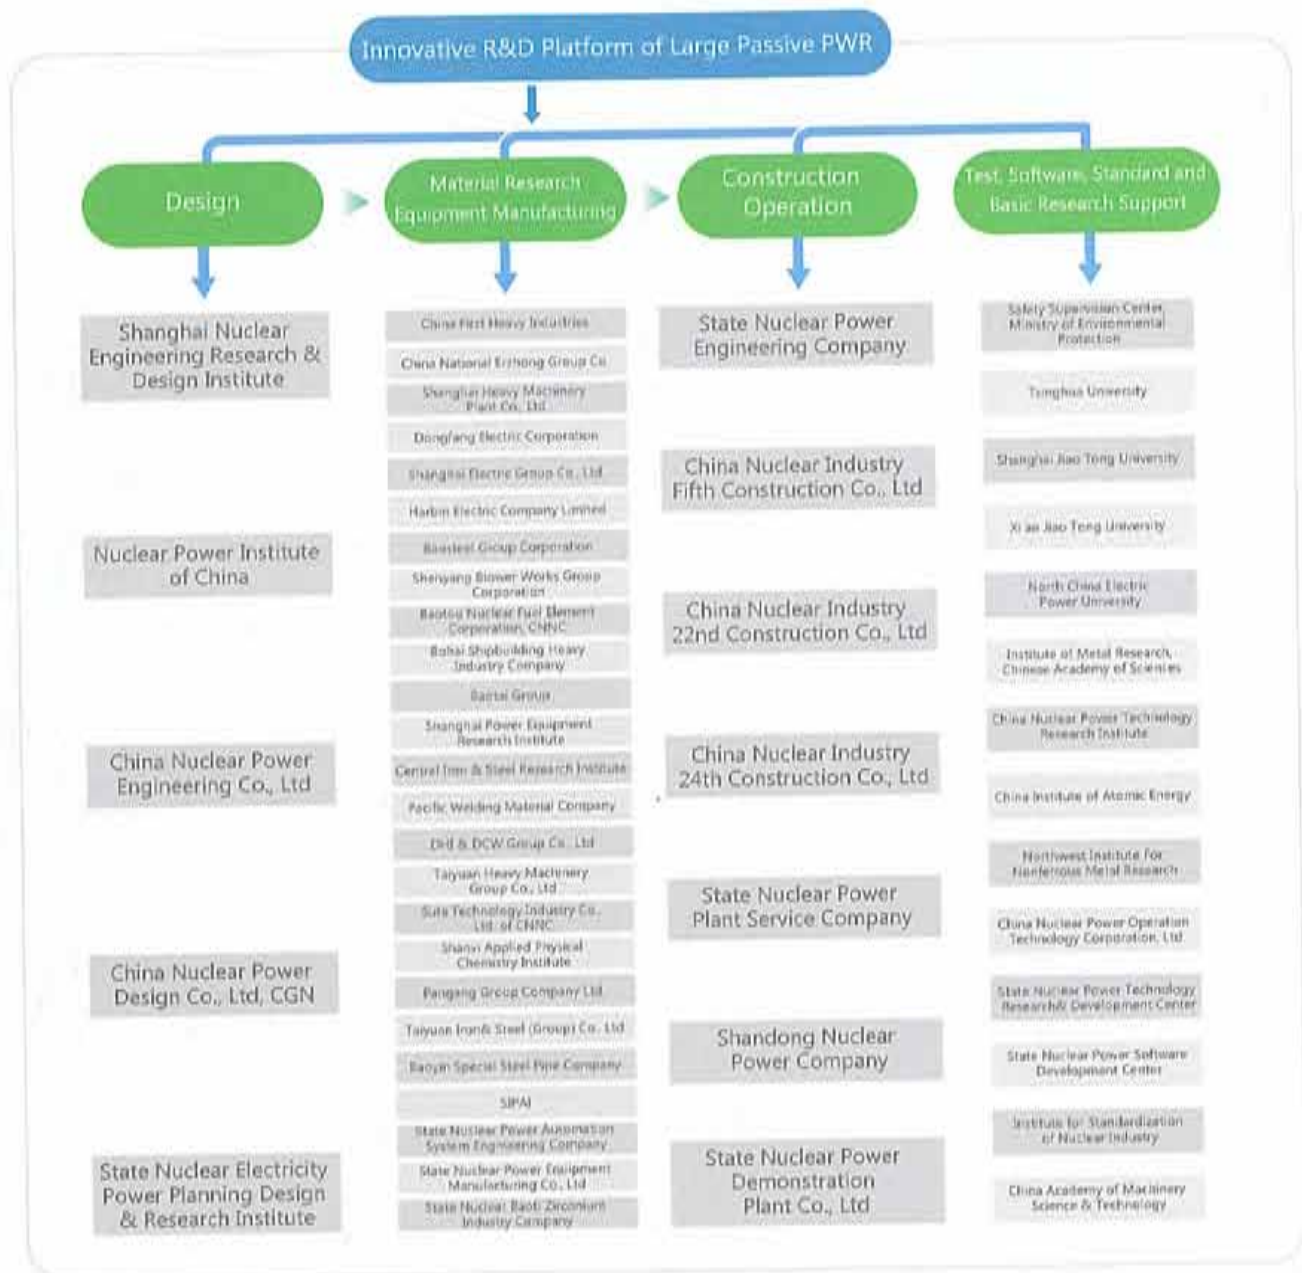 Innovative R&D Platform of Large Passive PWR
Design
Material Research
Equipment Manufacturing
Construction
Operation
Test, Software, Standard and
Basic Research Support
Shanghai Nuclear
Engineering Research &
Design Institute
Nuclear Power Institute
of China
China Nuclear Power
Engineering Co., Ltd
China Nuclear Power
Design Co., Ltd, CGN
State Nuclear Electricity
Power Planning Design
& Research Institute
China First Heavy Industries
China National Erzhong Group Co
Shanghai Heavy Machinery
Plant Co., Ltd
Dongfang Electric Corporation
Shanghai Electric Group Co., Ltd
Harbin Electric Company Limited
Baosteel Group Corporation
Shenyang Blower Works Group
Corporation
Baotou Nuclear Fuel Element
Corporation, CNNC
Bohai Shipbuilding Heavy
Industry Company
Baotai Group
Shanghai Power Equipment
Research Institute
Central Iron & Steel Research Institute
Pacific Welding Material Company
& DCW Group Co., Ltd
Taiyuan Heavy Machinery
Group Co., Ltd
Sufa Technology Industry Co.,
Ltd. of CNNC
Shanxi Applied Physical
Chemistry Institute
Pangang Group Company Ltd.
Taiyuan Iron& Steel (Group) Co., Ltd
Baoyin Special Steel Pipe Company
SIPAI
State Nuclear Power Automation
System Engineering Company
State Nuclear Power Equipment
Manufacturing Co., Ltd
State Nuclear Baoti Zirconium
Industry Company
State Nuclear Power
Engineering Company
China Nuclear Industry
Fifth Construction Co., Ltd
China Nuclear Industry
22nd Construction Co., Ltd
China Nuclear Industry
24th Construction Co., Ltd
State Nuclear Power
Plant Service Company
Shandong Nuclear
Power Company
State Nuclear Power
Demonstration
Plant Co., Ltd
Safety Supervision Center,
Ministry of Environmental
Protection
Tsinghua University
Shanghai Jiao Tong University
Xi an Jiao Tong University
North China Electric
Power University
Institute of Metal Research,
Chinese Academy of Sciences
China Nuclear Power Technology
Research Institute
China Institute of Atomic Energy
Northwest Institute For
Nonferrous Metal Research
China Nuclear Power Operation
Technology Corporation, Ltd
State Nuclear Power Technology
Research& Development Center
State Nuclear Power Software
Development Center
Institute for Standardization
of Nuclear Industry
China Academy of Machinery
Science & Technology